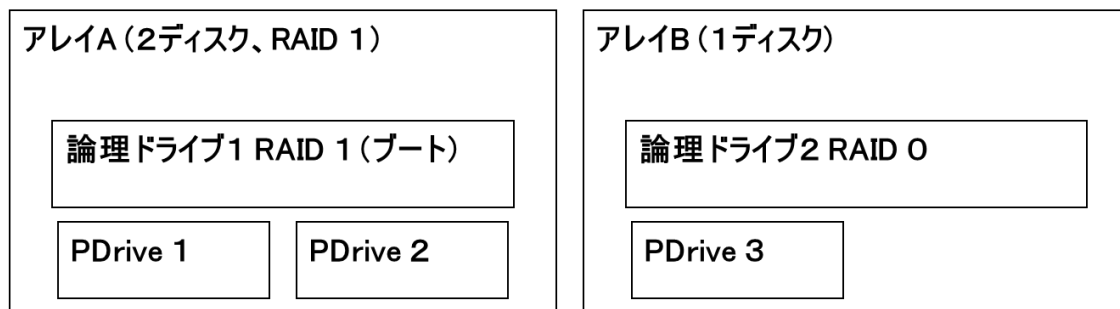 アレイA（２ディスク、RAID 1）
論理ドライブ１ RAID 1（ブート）
PDrive 1
PDrive 2
アレイB（１ディスク）
論理ドライブ２ RAID 0
PDrive 3